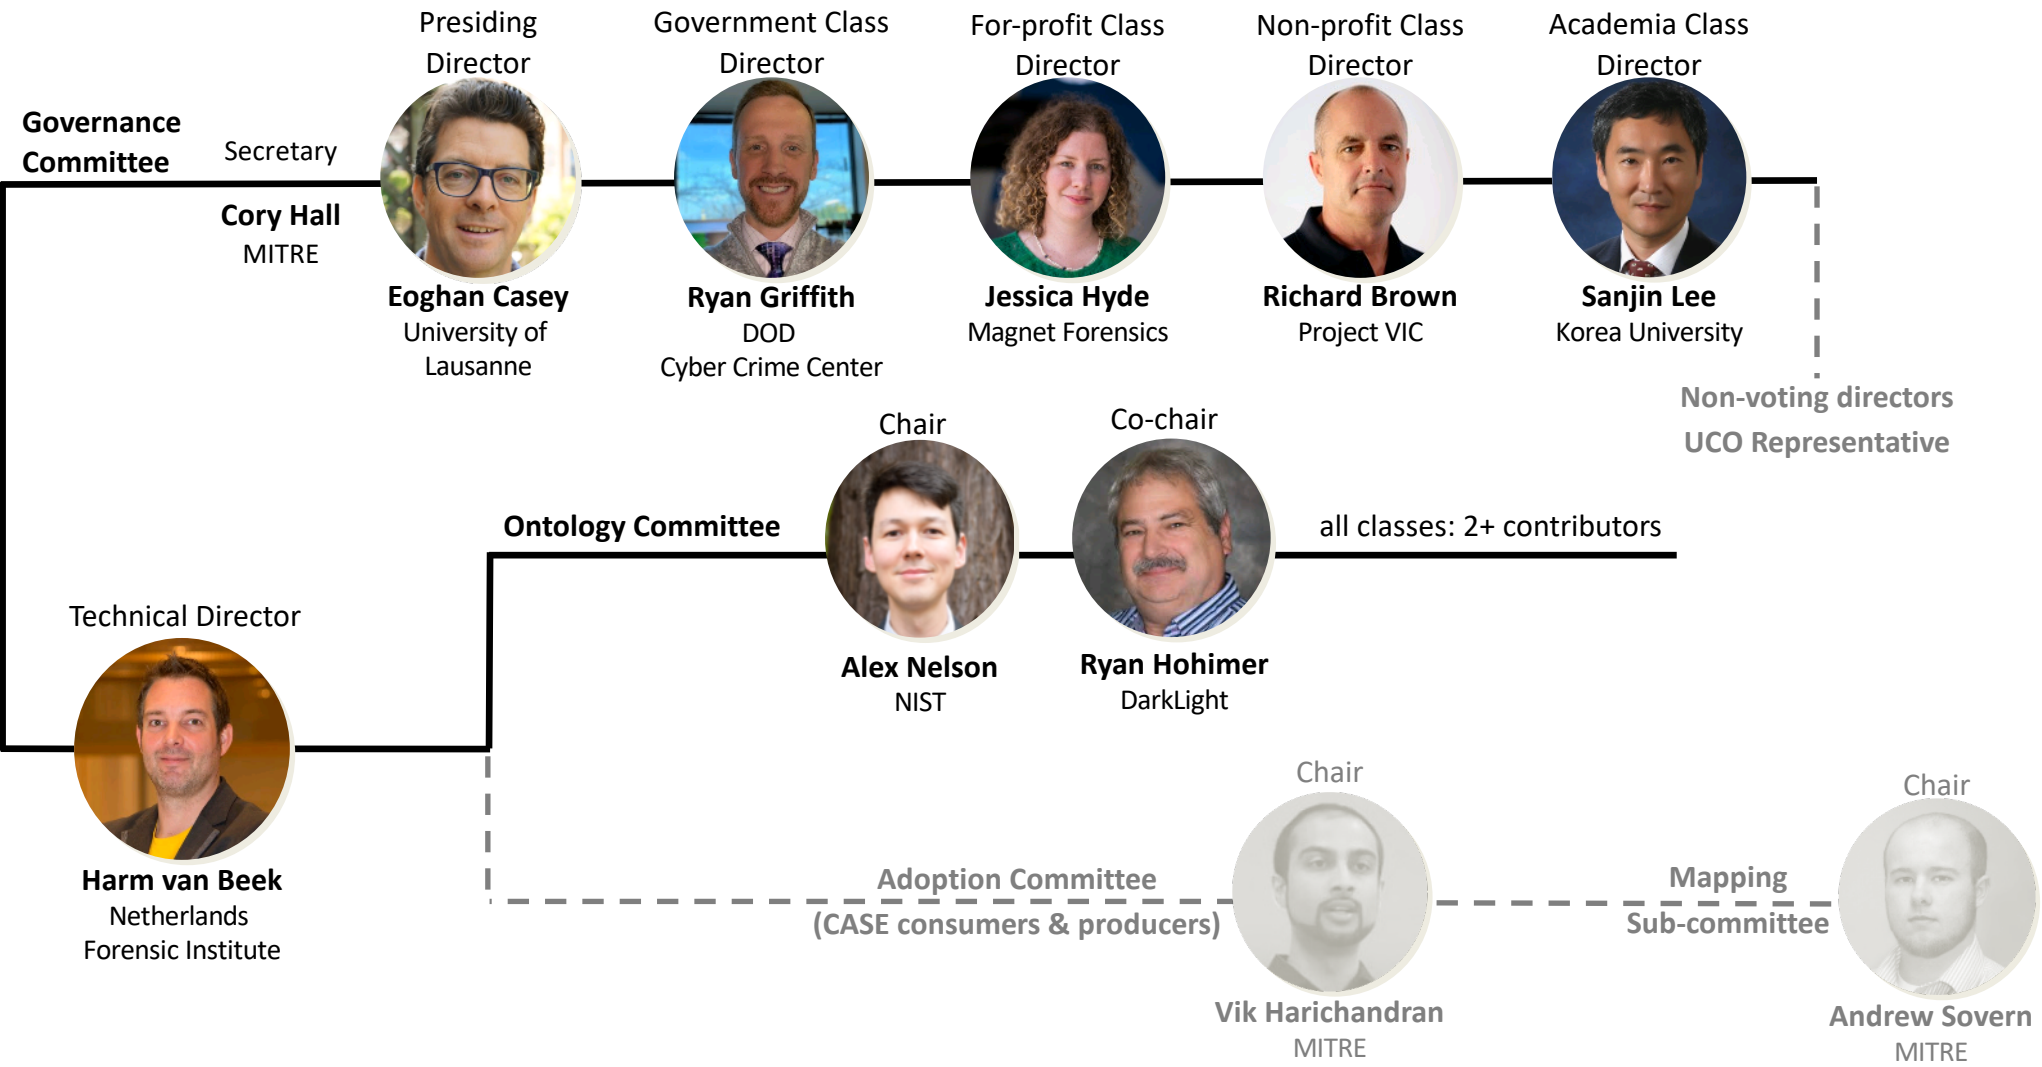 Presiding
Director
Government Class
Director
For-profit Class
Director
Non-profit Class
Director
Academia Class
Director
Governance
Committee
Secretary
Cory Hall
MITRE
Eoghan Casey
University of
Lausanne
Ryan Griffith
DOD
Cyber Crime Center
Jessica Hyde
Magnet Forensics
Richard Brown
Project VIC
Sanjin Lee
Korea University
Non-voting directors
UCO Representative
Chair
Co-chair
Ontology Committee
all classes: 2+ contributors
Alex Nelson
NIST
Ryan Hohimer
DarkLight
Technical Director
Harm van Beek
Netherlands
Forensic Institute
Chair
Adoption Committee
(CASE consumers & producers)
Vik Harichandran
MITRE
Chair
Mapping
Sub-committee
Andrew Sovern
MITRE